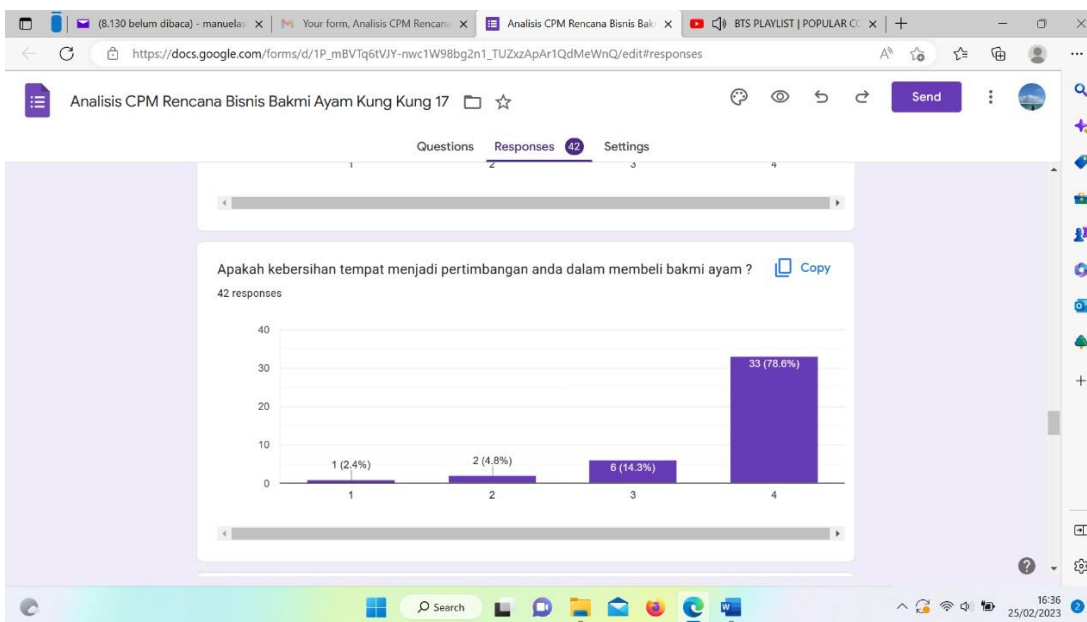 (8.130 belum dibaca) - manuelas
Your form, Analisis CPM Rencana
Analisis CPM Rencana Bisnis Bak
BTS PLAYLIST | POPULAR CO
https://docs.google.com/forms/d/1P_mBVTq6tVJY-nwc1W98bg2n1_TUZxzApAr1QdMeWnQ/edit#responses
Analisis CPM Rencana Bisnis Bakmi Ayam Kung Kung 17
Send
Questions Responses 42 Settings
1 2 3 4
Apakah kebersihan tempat menjadi pertimbangan anda dalam membeli bakmi ayam ?
Copy
42 responses
40
30
20
10
0
1 (2.4%)
2 (4.8%)
6 (14.3%)
33 (78.6%)
1 2 3 4
Search
16:36
25/02/2023
2